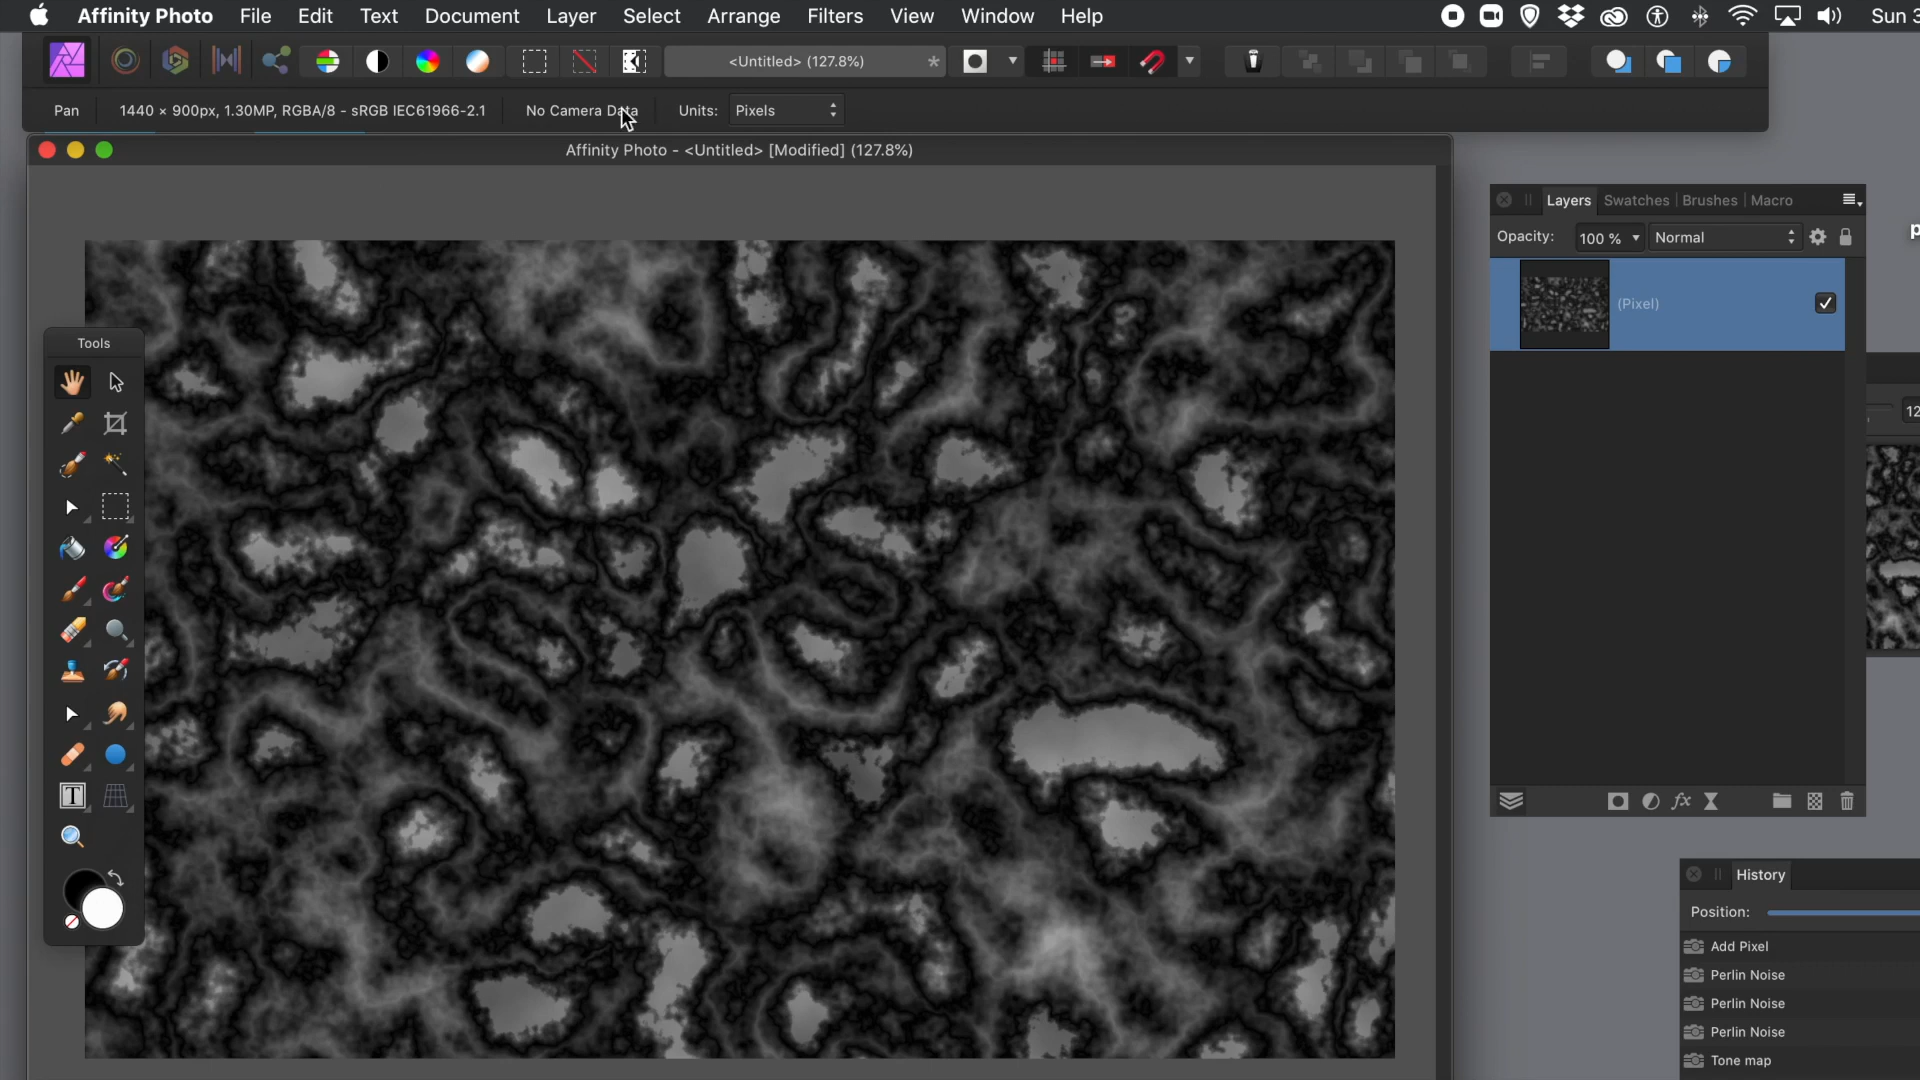 Affinity Photo File Edit Text Document Layer Select Arrange Filters View Window Help Sun 3
<Untitled> (127.8%) *
Pan 1440 × 900px, 1.30MP, RGBA/8 - sRGB IEC61966-2.1 No Camera Data Units: Pixels
Affinity Photo - <Untitled> [Modified] (127.8%)
Layers Swatches Brushes Macro
p
Opacity: 100 % Normal
(Pixel)
Tools
12
T
fx
History
Position:
Add Pixel
Perlin Noise
Perlin Noise
Perlin Noise
Tone map